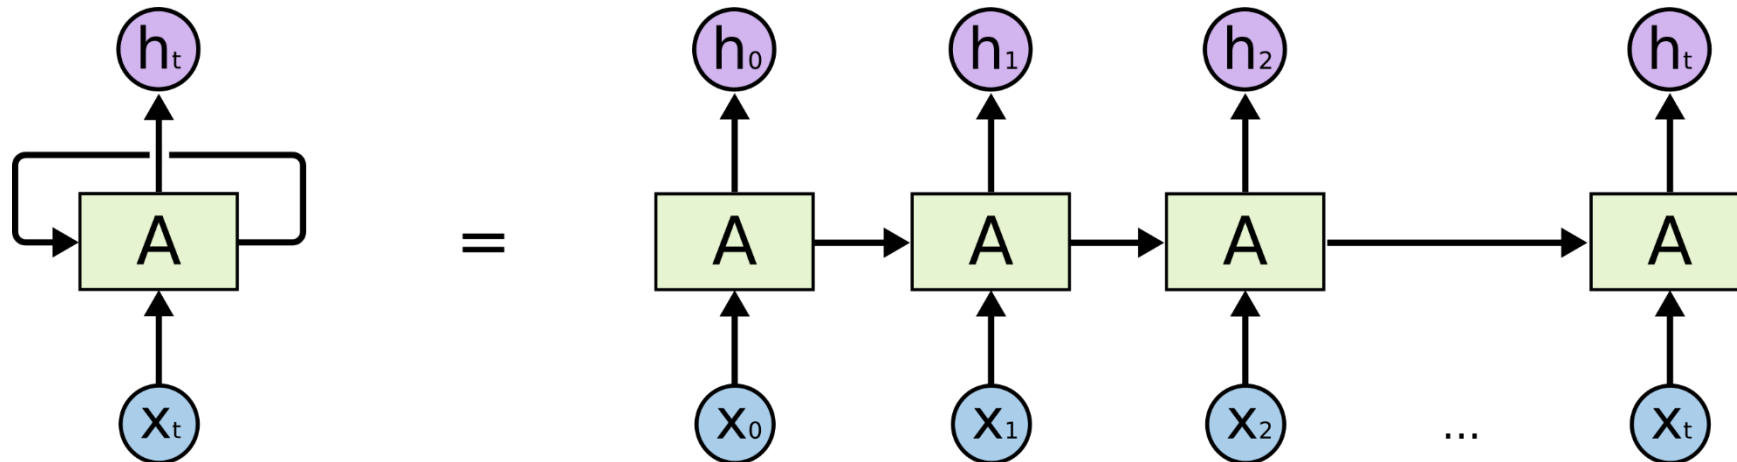 hₜ h₀ h₁ h₂ hₜ
A = A A A A
xₜ x₀ x₁ x₂ ... xₜ